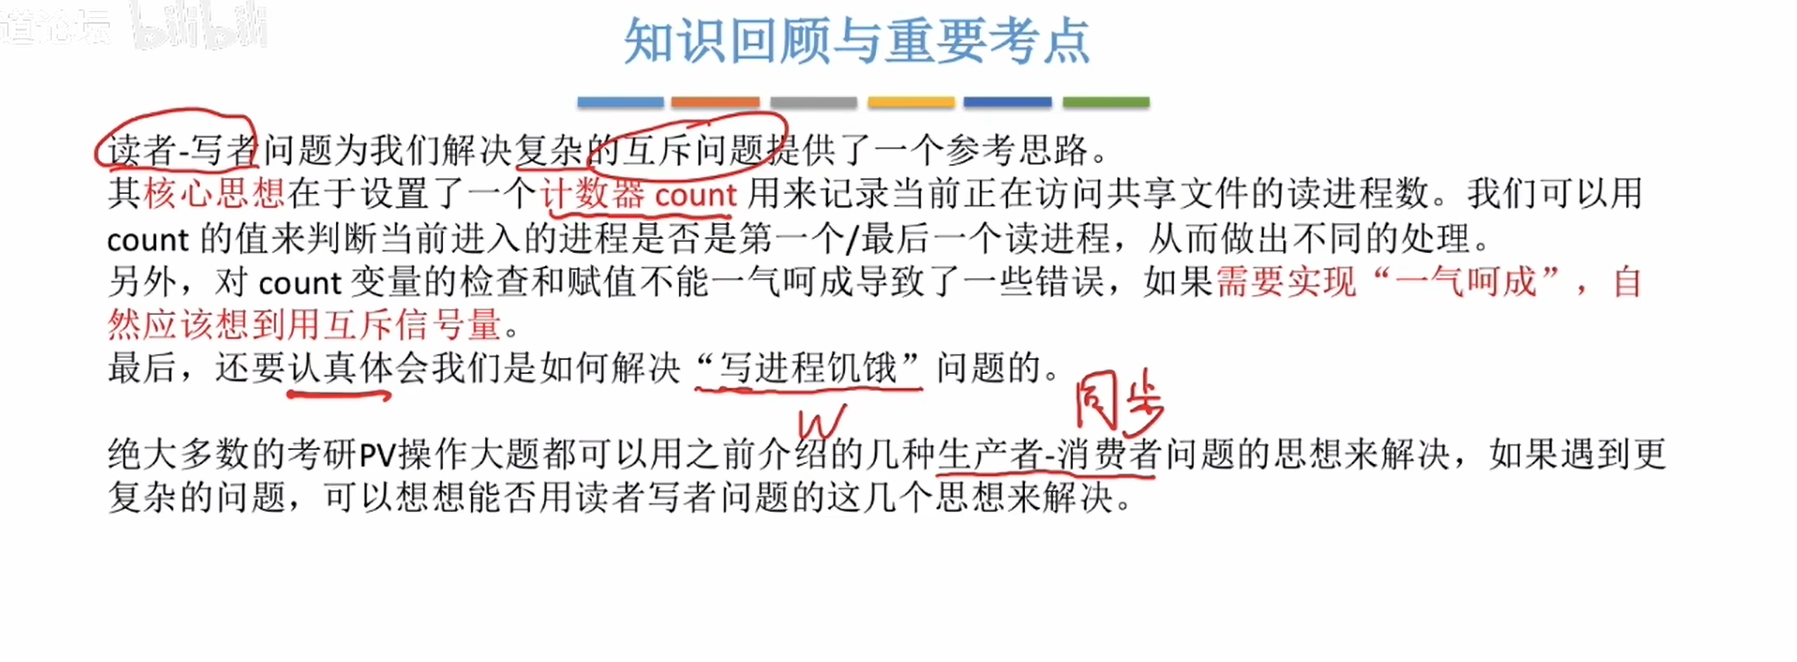 道论坛 bilibili
知识回顾与重要考点
读者-写者问题为我们解决复杂的互斥问题提供了一个参考思路。
其核心思想在于设置了一个计数器 count 用来记录当前正在访问共享文件的读进程数。我们可以用
count 的值来判断当前进入的进程是否是第一个/最后一个读进程，从而做出不同的处理。
另外，对 count 变量的检查和赋值不能一气呵成导致了一些错误，如果需要实现“一气呵成”，自
然应该想到用互斥信号量。
最后，还要认真体会我们是如何解决“写进程饥饿”问题的。
W
同步
绝大多数的考研PV操作大题都可以用之前介绍的几种生产者-消费者问题的思想来解决，如果遇到更
复杂的问题，可以想想能否用读者写者问题的这几个思想来解决。